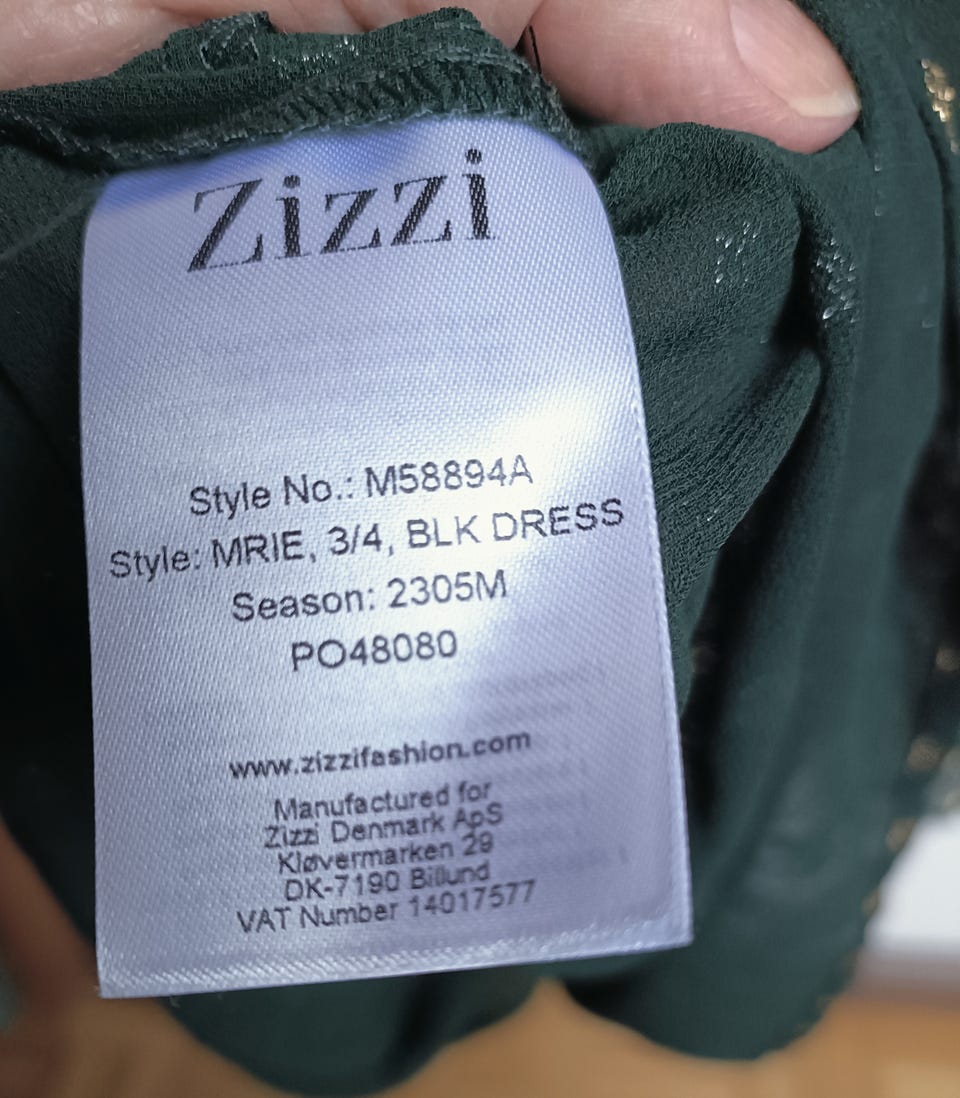 Zizzi
Style No.: M58894A
Style: MRIE, 3/4, BLK DRESS
Season: 2305M
PO48080
www.zizzifashion.com
Manufactured for
Zizzi Denmark ApS
Kløvermarken 29
DK-7190 Billund
VAT Number 14017577